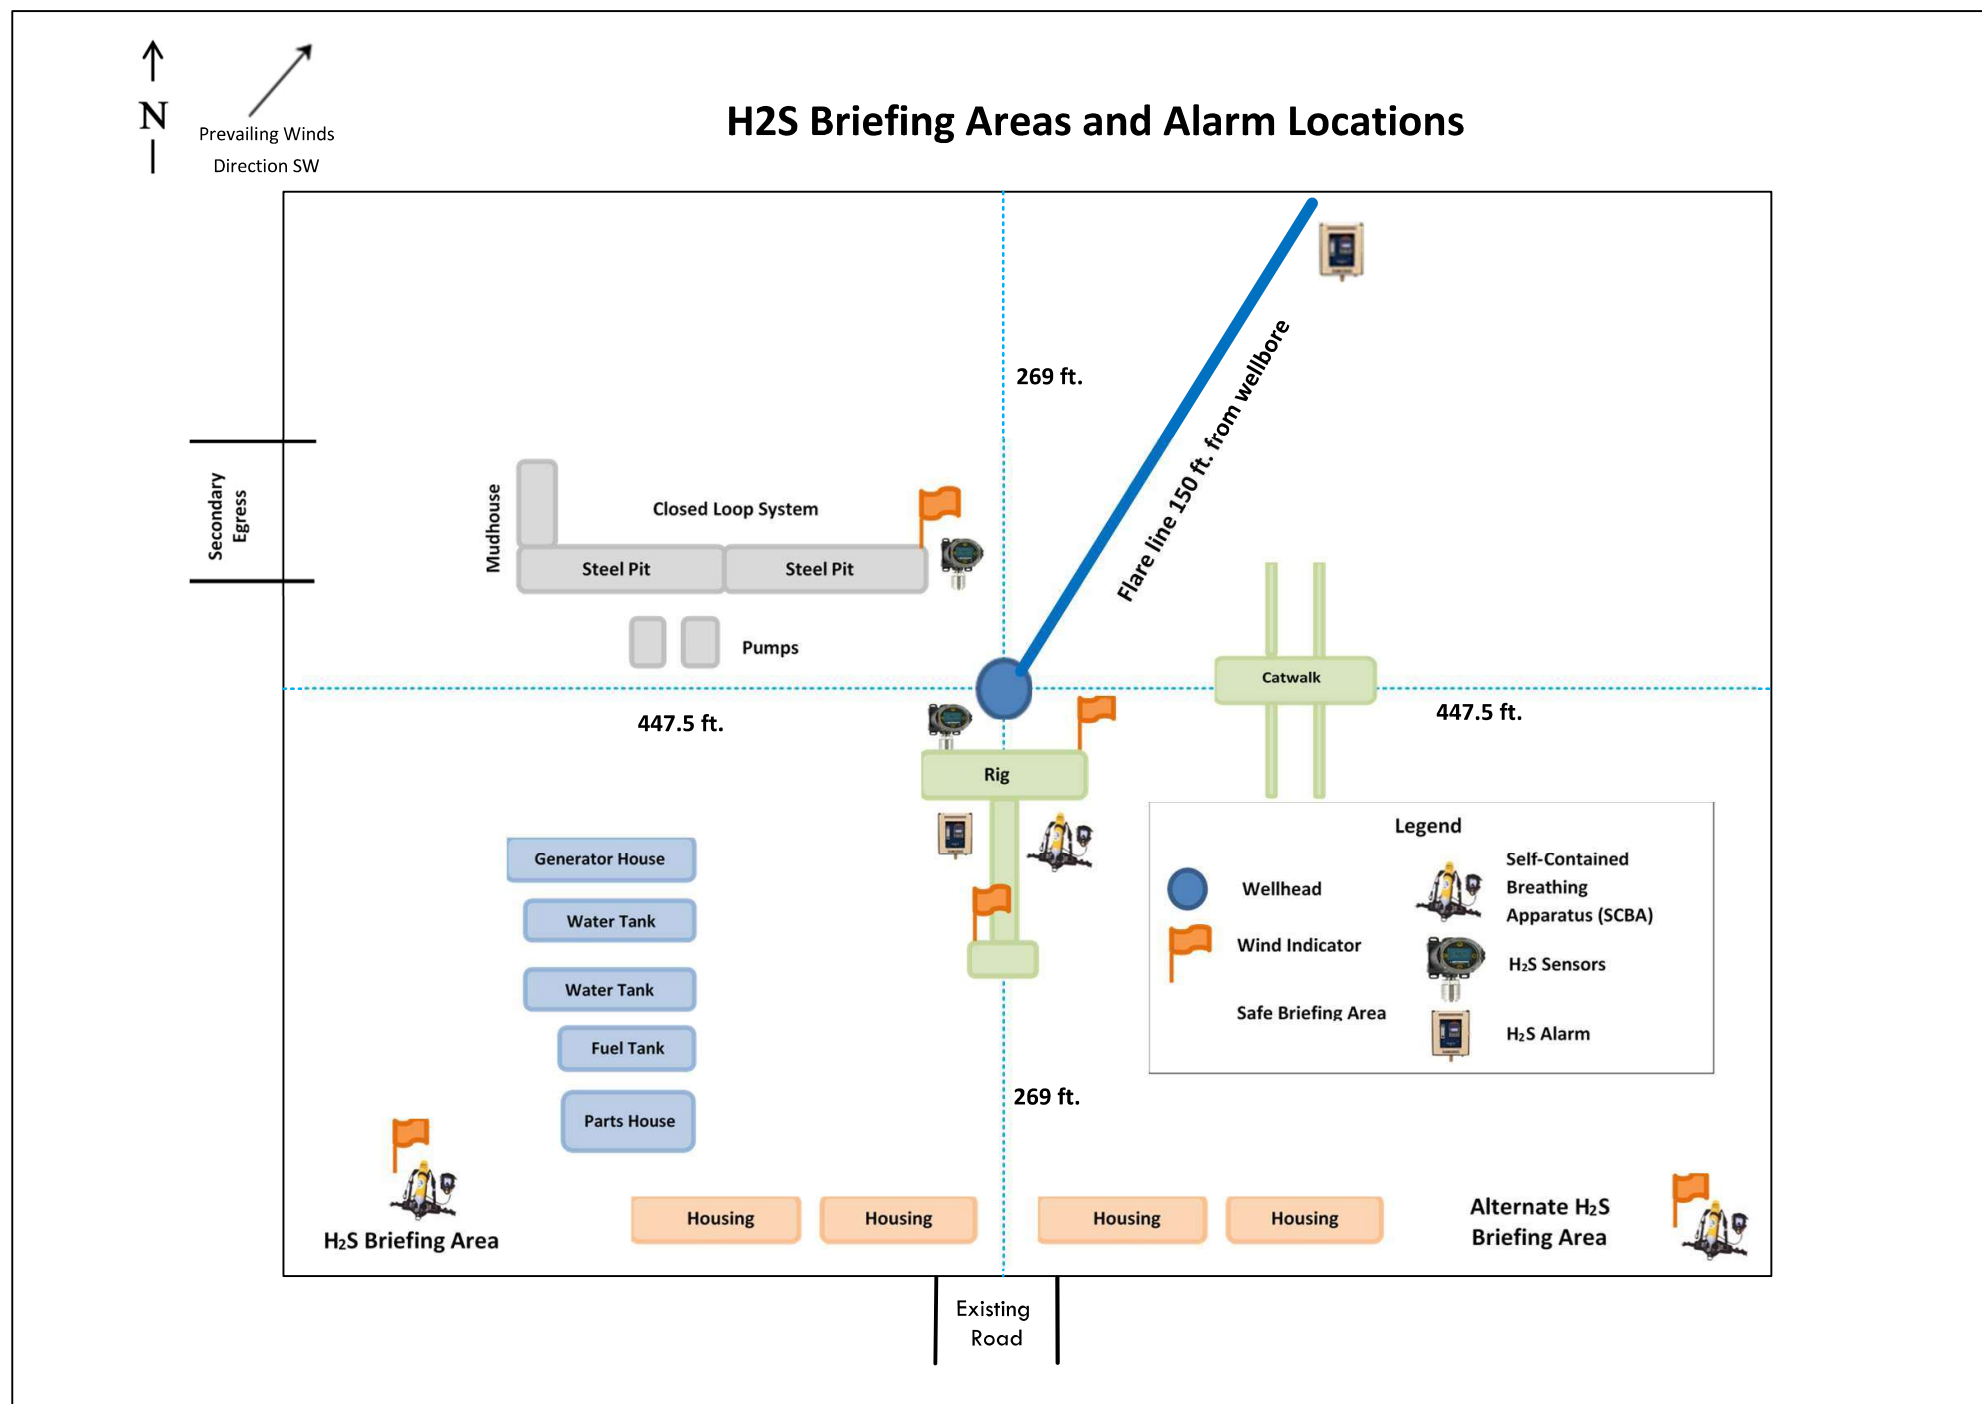 N
Prevailing Winds
Direction SW
H2S Briefing Areas and Alarm Locations
269 ft.
Flare line 150 ft. from wellbore
Secondary
Egress
Mudhouse
Closed Loop System
Steel Pit
Steel Pit
Pumps
Catwalk
447.5 ft.
447.5 ft.
Rig
Generator House
Water Tank
Water Tank
Fuel Tank
Parts House
Legend
Wellhead
Wind Indicator
Safe Briefing Area
Self-Contained
Breathing
Apparatus (SCBA)
H₂S Sensors
H₂S Alarm
269 ft.
H₂S Briefing Area
Housing
Housing
Housing
Housing
Alternate H₂S
Briefing Area
Existing
Road